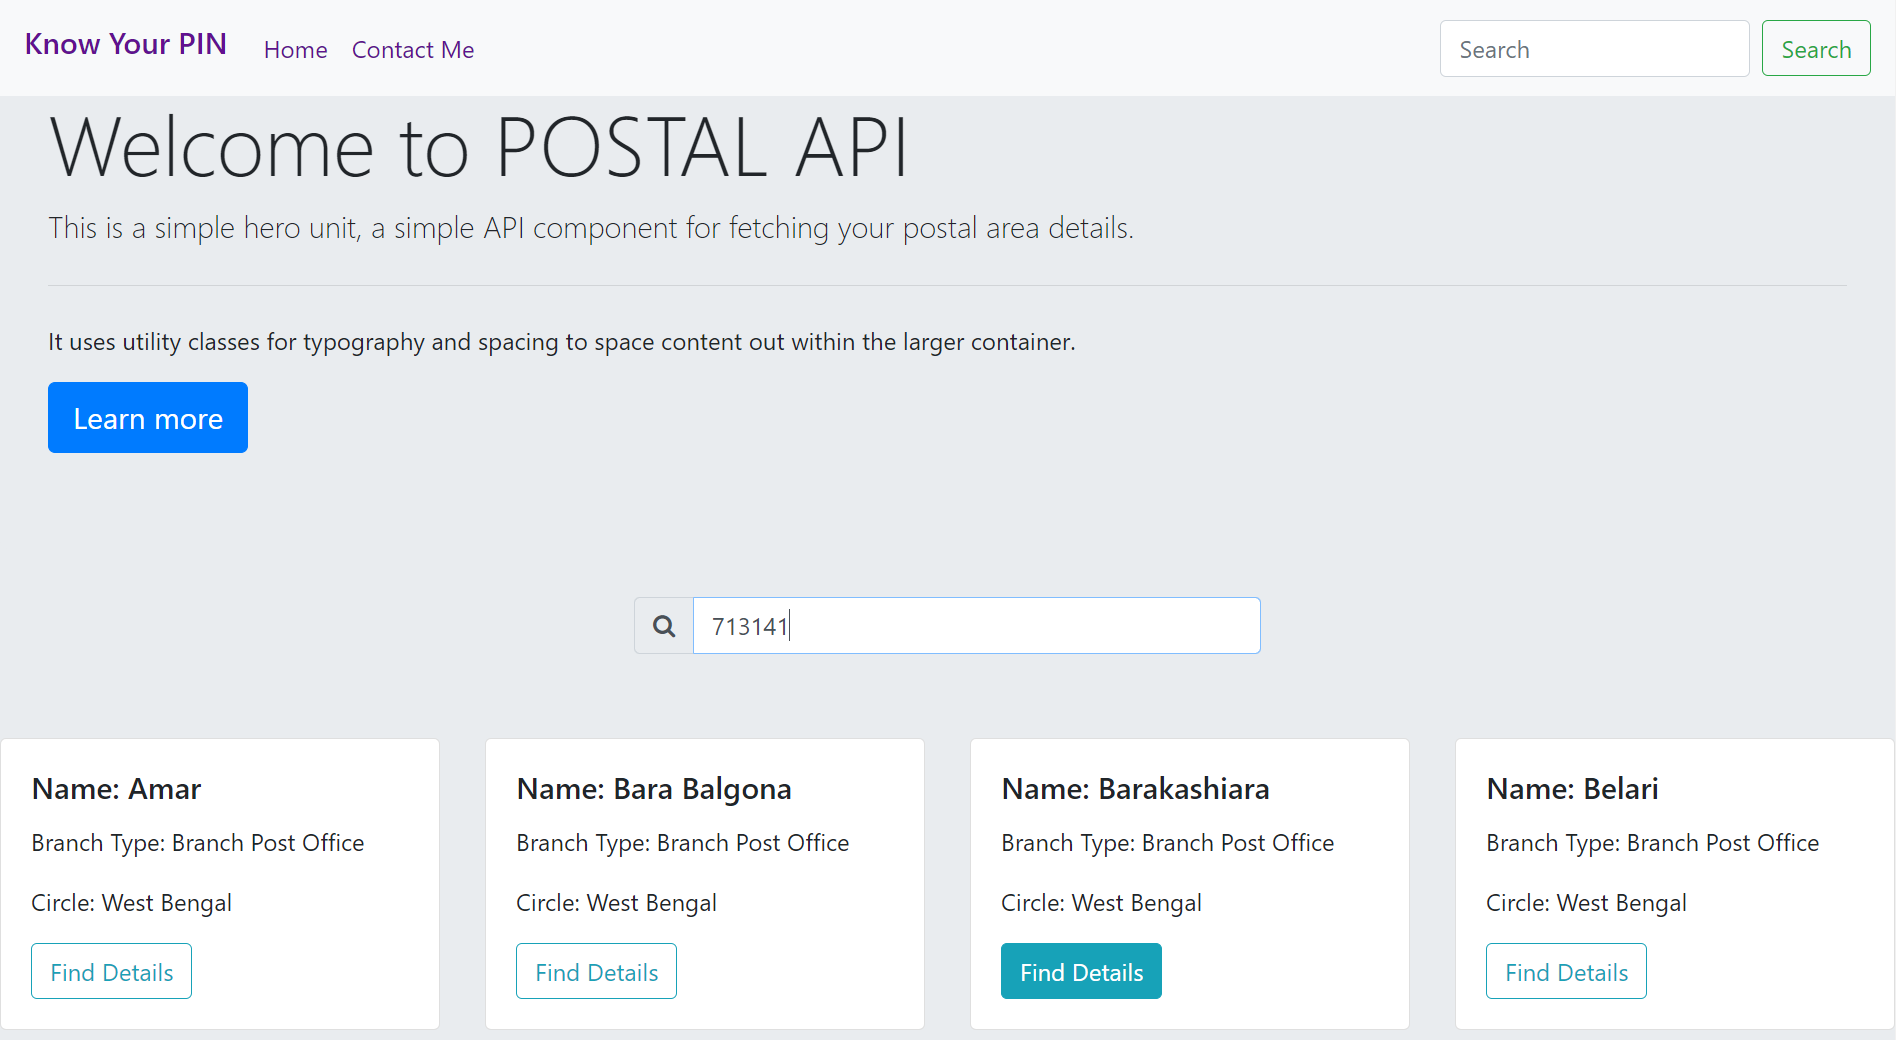 Know Your PIN Home Contact Me Search Search
Welcome to POSTAL API
This is a simple hero unit, a simple API component for fetching your postal area details.
It uses utility classes for typography and spacing to space content out within the larger container.
Learn more
713141
Name: Amar
Branch Type: Branch Post Office
Circle: West Bengal
Find Details
Name: Bara Balgona
Branch Type: Branch Post Office
Circle: West Bengal
Find Details
Name: Barakashiara
Branch Type: Branch Post Office
Circle: West Bengal
Find Details
Name: Belari
Branch Type: Branch Post Office
Circle: West Bengal
Find Details